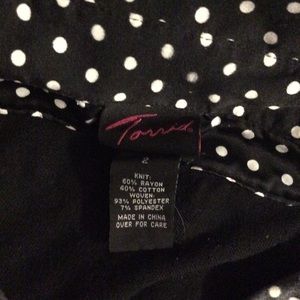 Torrid
2
KNIT:
60% RAYON
40% COTTON
WOVEN:
93% POLYESTER
7% SPANDEX
MADE IN CHINA
OVER FOR CARE